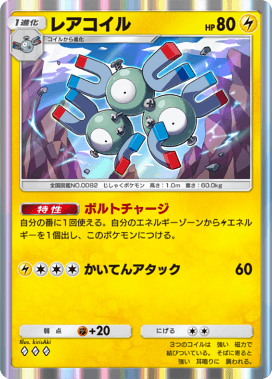 1進化
レアコイル
HP80
コイルから進化
全国図鑑NO.0082 じしゃくポケモン 高さ:1.0m 重さ:60.0kg
特性 ボルトチャージ
自分の番に1回使える。自分のエネルギーゾーンからエネル
ギーを1個出し、このポケモンにつける。
かいてんアタック 60
弱点 +20 にげる
Illus. kirisAki
3つのコイルは 強い 磁力で
結びついている。そばに寄ると
強い 耳鳴りに 襲われる。